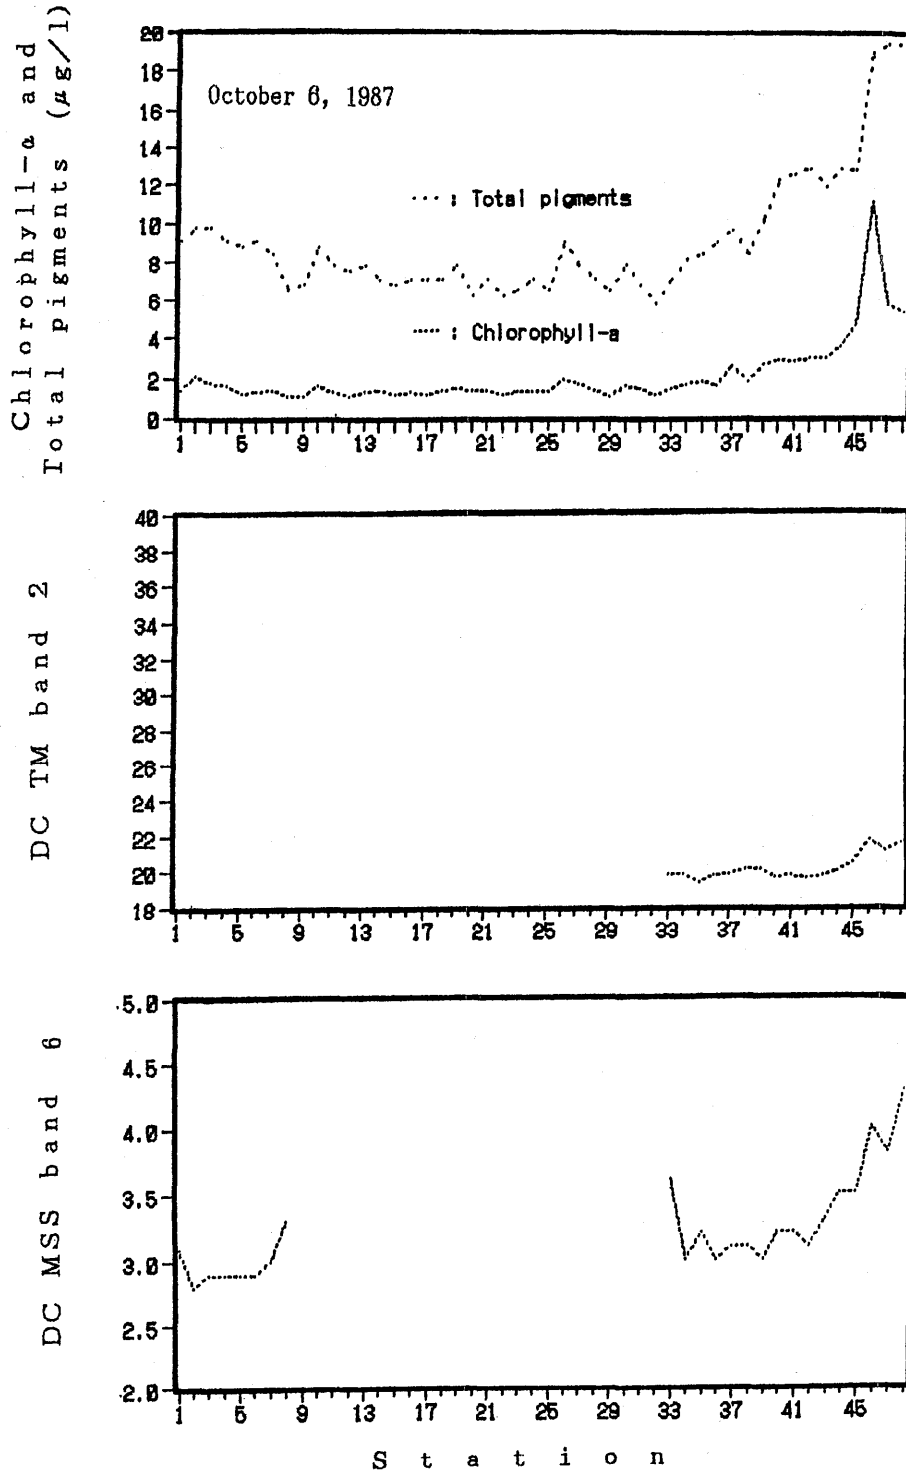 Chlorophyll-a and
Total pigments (µg/l)
20
18
16
14
12
10
8
6
4
2
0
October 6, 1987
: Total pigments
: Chlorophyll-a
1 5 9 13 17 21 25 29 33 37 41 45
DC TM band 2
40
38
36
34
32
30
28
26
24
22
20
18
1 5 9 13 17 21 25 29 33 37 41 45
DC MSS band 6
5.0
4.5
4.0
3.5
3.0
2.5
2.0
1 5 9 13 17 21 25 29 33 37 41 45
Station